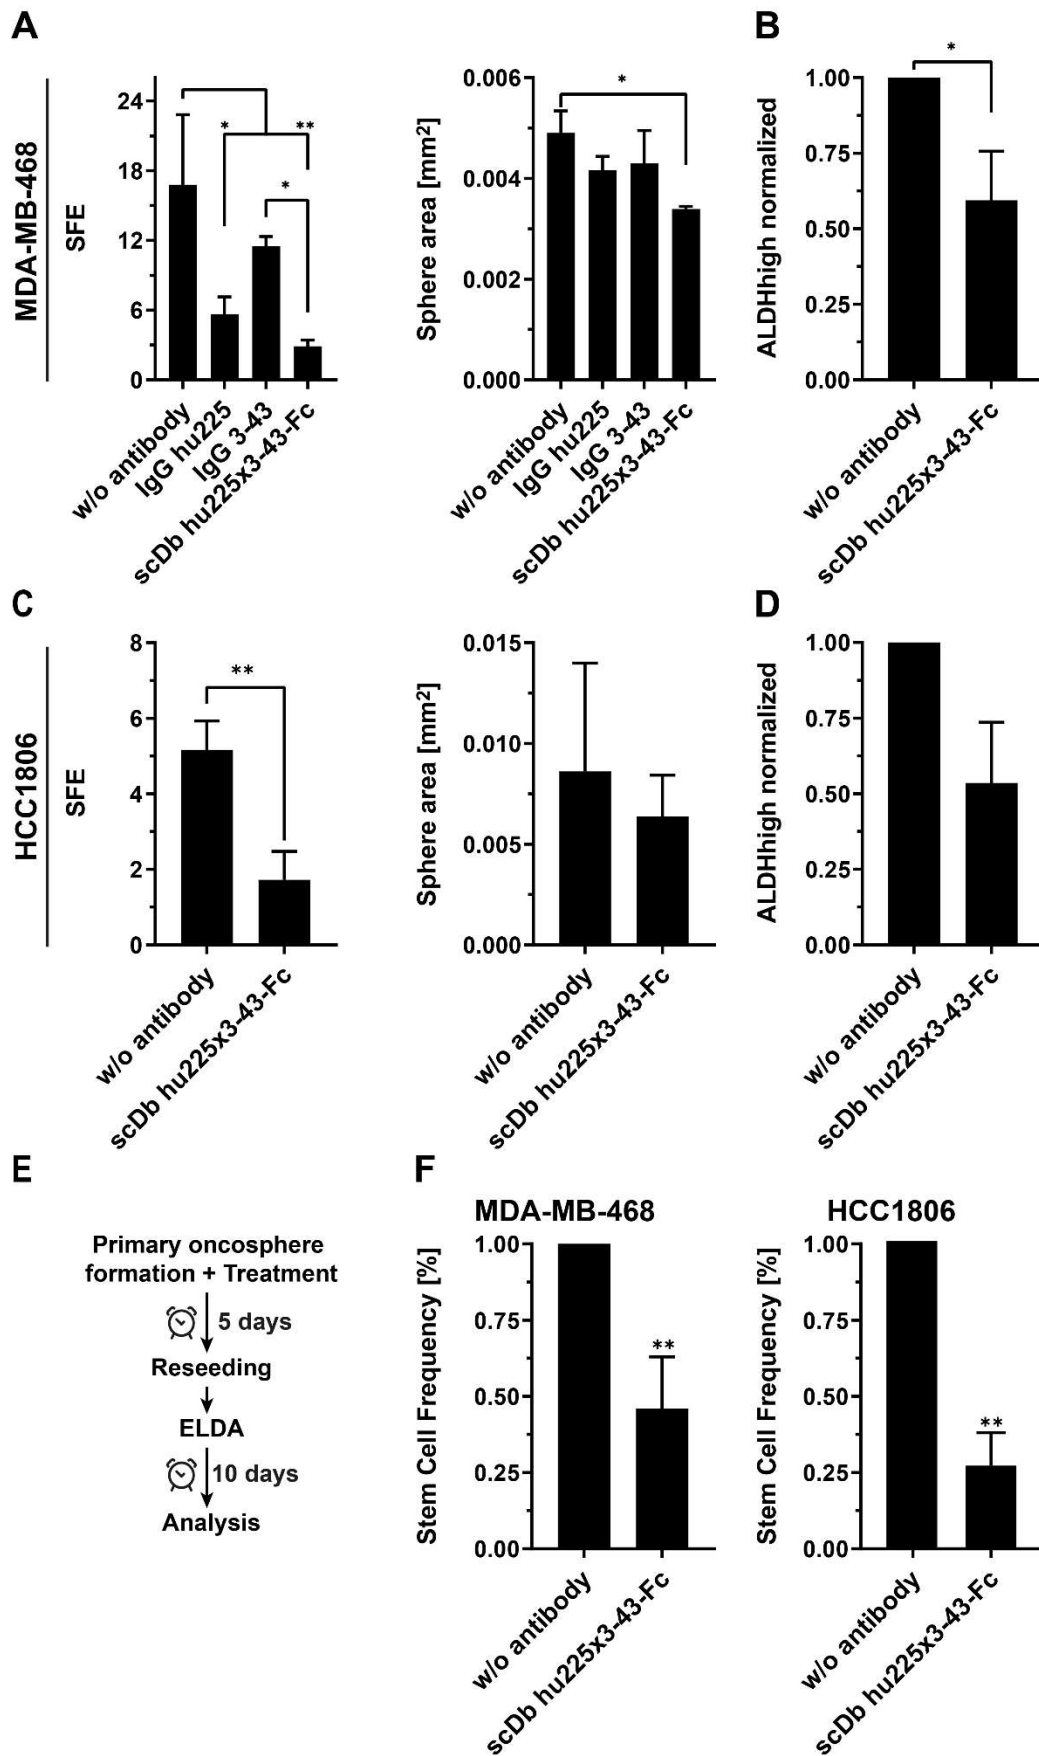 A
B
MDA-MB-468
SFE
24
18
12
6
0
*
**
*
w/o antibody
IgG hu225
IgG 3-43
scDb hu225x3-43-Fc
Sphere area [mm²]
0.006
0.004
0.002
0.000
*
w/o antibody
IgG hu225
IgG 3-43
scDb hu225x3-43-Fc
ALDHhigh normalized
1.00
0.75
0.50
0.25
0.00
*
w/o antibody
scDb hu225x3-43-Fc
C
D
HCC1806
SFE
8
6
4
2
0
**
w/o antibody
scDb hu225x3-43-Fc
Sphere area [mm²]
0.015
0.010
0.005
0.000
w/o antibody
scDb hu225x3-43-Fc
ALDHhigh normalized
1.00
0.75
0.50
0.25
0.00
w/o antibody
scDb hu225x3-43-Fc
E
Primary oncosphere
formation + Treatment
5 days
Reseeding
ELDA
10 days
Analysis
F
MDA-MB-468
Stem Cell Frequency [%]
1.00
0.75
0.50
0.25
0.00
**
w/o antibody
scDb hu225x3-43-Fc
HCC1806
Stem Cell Frequency [%]
1.00
0.75
0.50
0.25
0.00
**
w/o antibody
scDb hu225x3-43-Fc